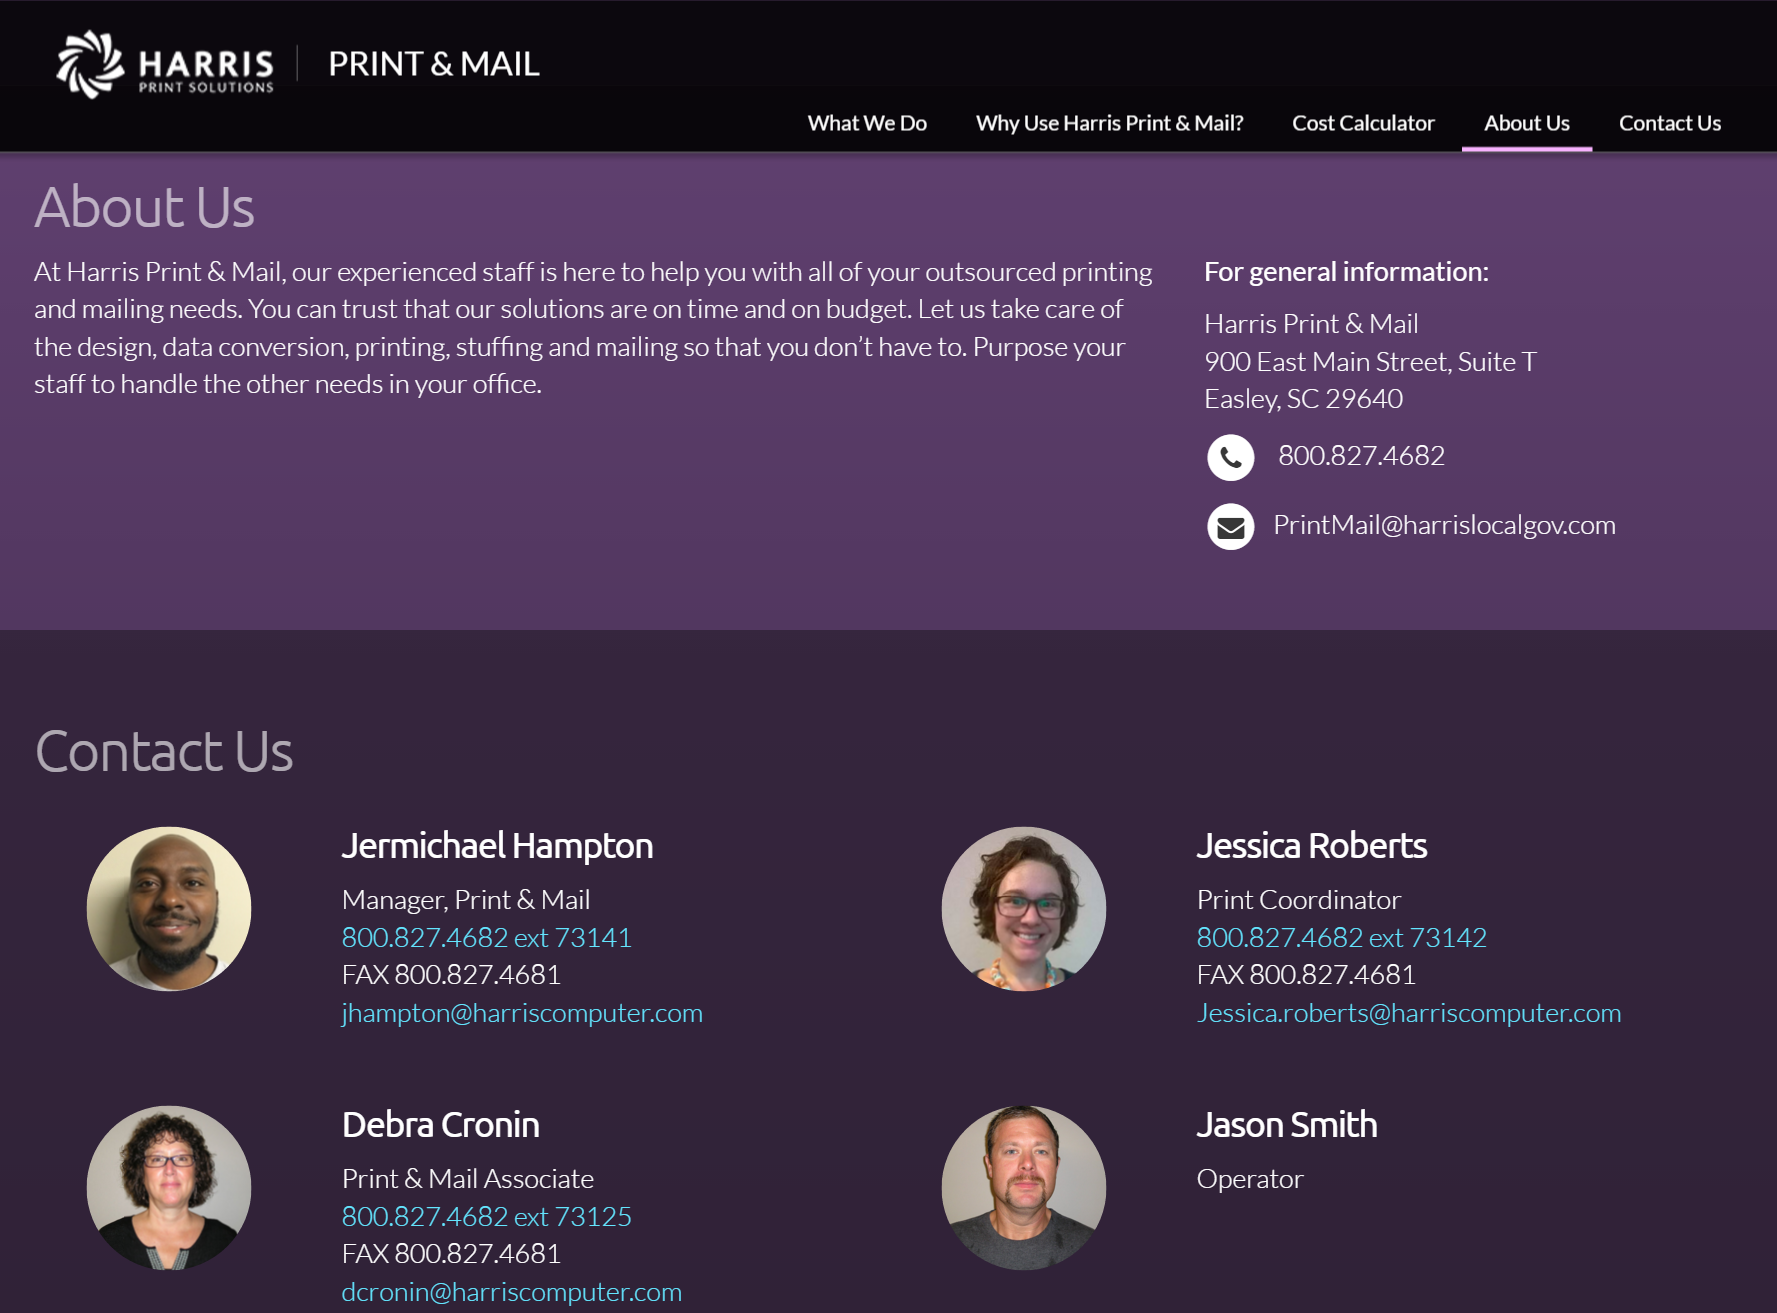 HARRIS
PRINT SOLUTIONS
PRINT & MAIL
What We Do
Why Use Harris Print & Mail?
Cost Calculator
About Us
Contact Us
About Us
At Harris Print & Mail, our experienced staff is here to help you with all of your outsourced printing
and mailing needs. You can trust that our solutions are on time and on budget. Let us take care of
the design, data conversion, printing, stuffing and mailing so that you don’t have to. Purpose your
staff to handle the other needs in your office.
For general information:
Harris Print & Mail
900 East Main Street, Suite T
Easley, SC 29640
800.827.4682
PrintMail@harrislocalgov.com
Contact Us
Jermichael Hampton
Manager, Print & Mail
800.827.4682 ext 73141
FAX 800.827.4681
jhampton@harriscomputer.com
Jessica Roberts
Print Coordinator
800.827.4682 ext 73142
FAX 800.827.4681
Jessica.roberts@harriscomputer.com
Debra Cronin
Print & Mail Associate
800.827.4682 ext 73125
FAX 800.827.4681
dcronin@harriscomputer.com
Jason Smith
Operator